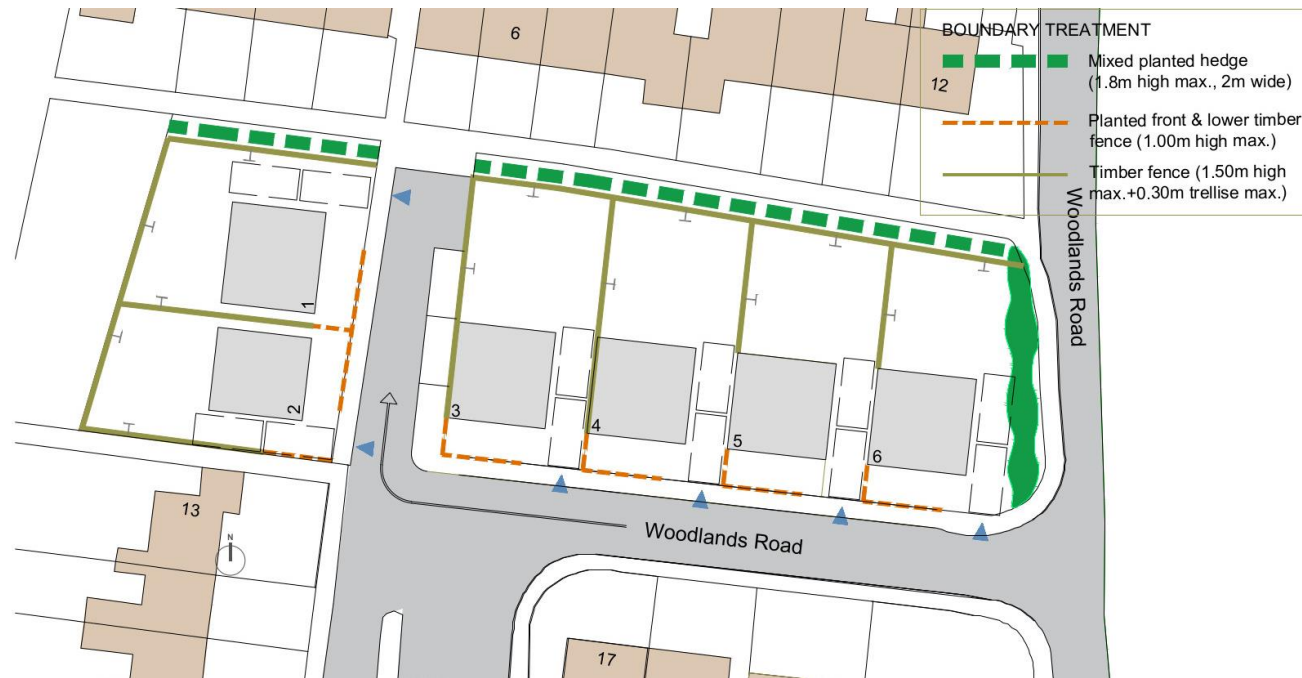 6
12
BOUNDARY TREATMENT
Mixed planted hedge
(1.8m high max., 2m wide)
Planted front & lower timber
fence (1.00m high max.)
Timber fence (1.50m high
max.+0.30m trellise max.)
Woodlands Road
1
2
3
4
5
6
13
N
Woodlands Road
17